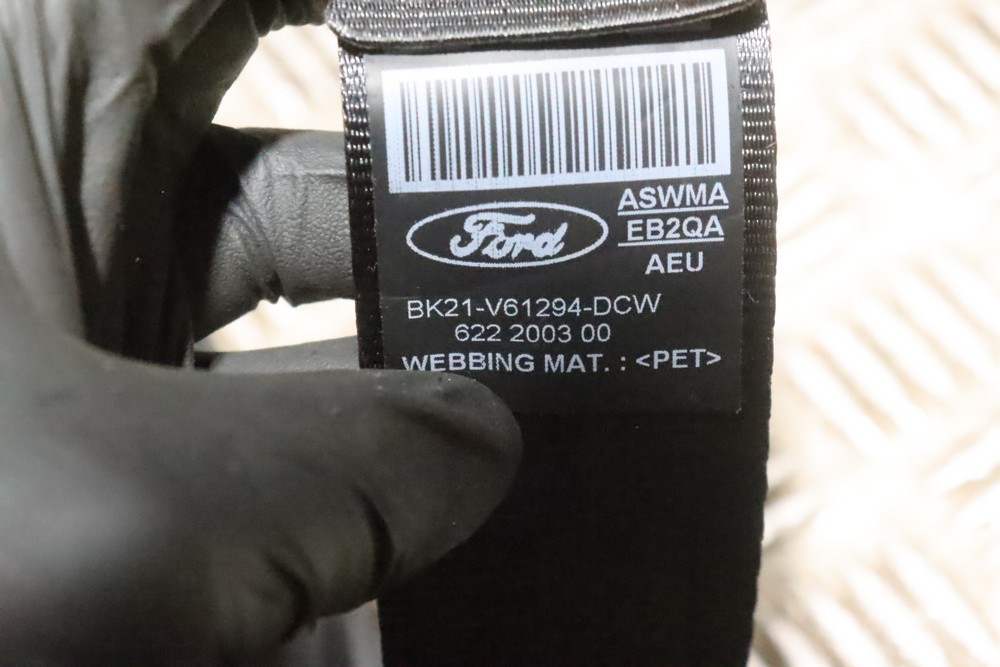 ASWMA
EB2QA
AEU
Ford
BK21-V61294-DCW
622 2003 00
WEBBING MAT. : <PET>